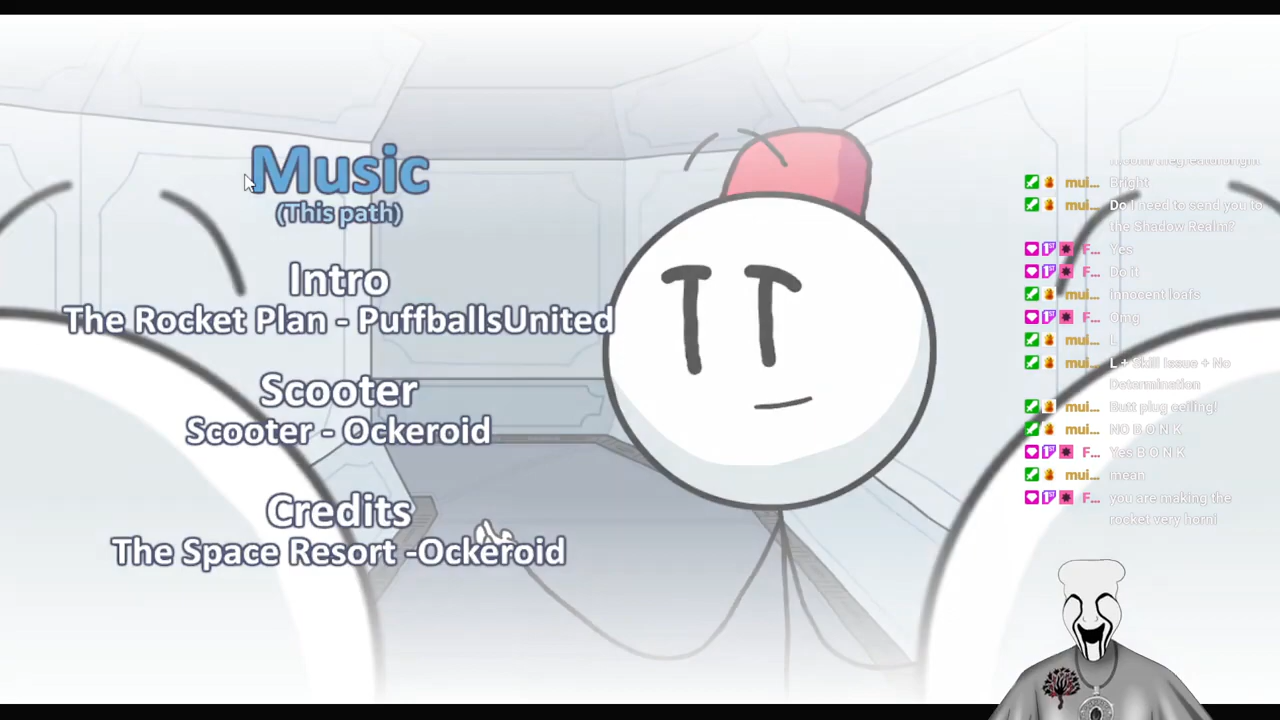 Music
(This path)
Intro
The Rocket Plan - PuffballsUnited
Scooter
Scooter - Ockeroid
Credits
The Space Resort -Ockeroid
mui... Bright
mui... Do I need to send you to
the Shadow Realm?
F... Yes
F... Do it
mui... innocent loafs
F... Omg
mui... L
mui... L + Skill Issue + No
Determination
mui... Butt plug ceiling!
mui... NO B O N K
F... Yes B O N K
mui... mean
F... you are making the
rocket very horni